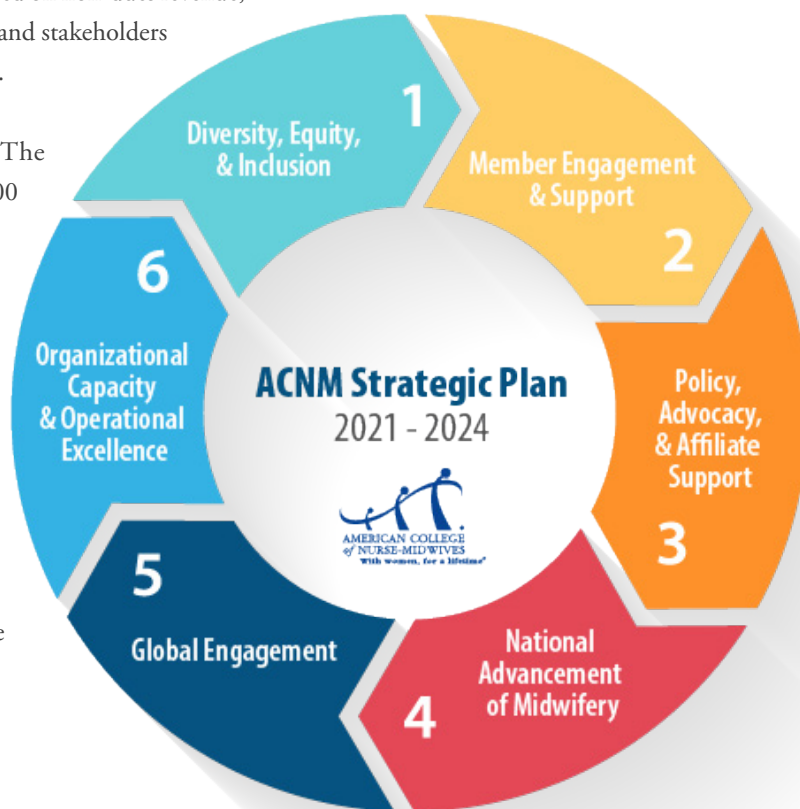 and stakeholders
The
00
1
Diversity, Equity,
& Inclusion
Member Engagement
& Support
2
Policy,
Advocacy,
& Affiliate
Support
3
National
Advancement
of Midwifery
4
5
Global Engagement
6
Organizational
Capacity
& Operational
Excellence
ACNM Strategic Plan
2021 - 2024
AMERICAN COLLEGE
of NURSE-MIDWIVES
With women, for a lifetime®
e